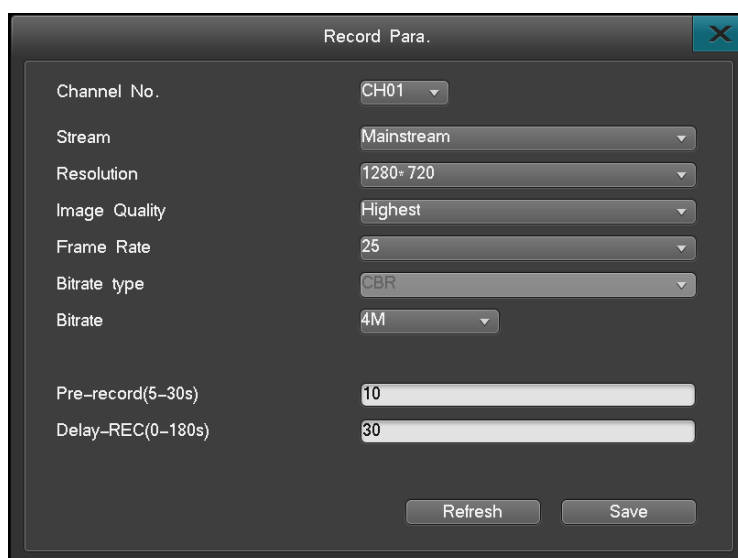 Record Para.
Channel No. CH01
Stream Mainstream
Resolution 1280*720
Image Quality Highest
Frame Rate 25
Bitrate type CBR
Bitrate 4M
Pre-record(5-30s) 10
Delay-REC(0-180s) 30
Refresh Save